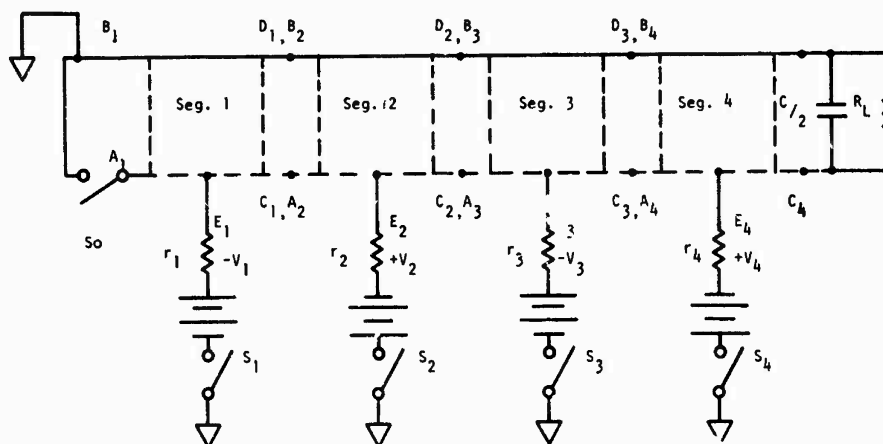 B₁ D₁, B₂ D₂, B₃ D₃, B₄
Seg. 1 Seg. 2 Seg. 3 Seg. 4 C/2 R_L
A₁
So C₁, A₂ C₂, A₃ C₃, A₄ C₄
E₁ E₂ 3 E₄
r₁ -V₁ r₂ +V₂ r₃ -V₃ r₄ +V₄
S₁ S₂ S₃ S₄